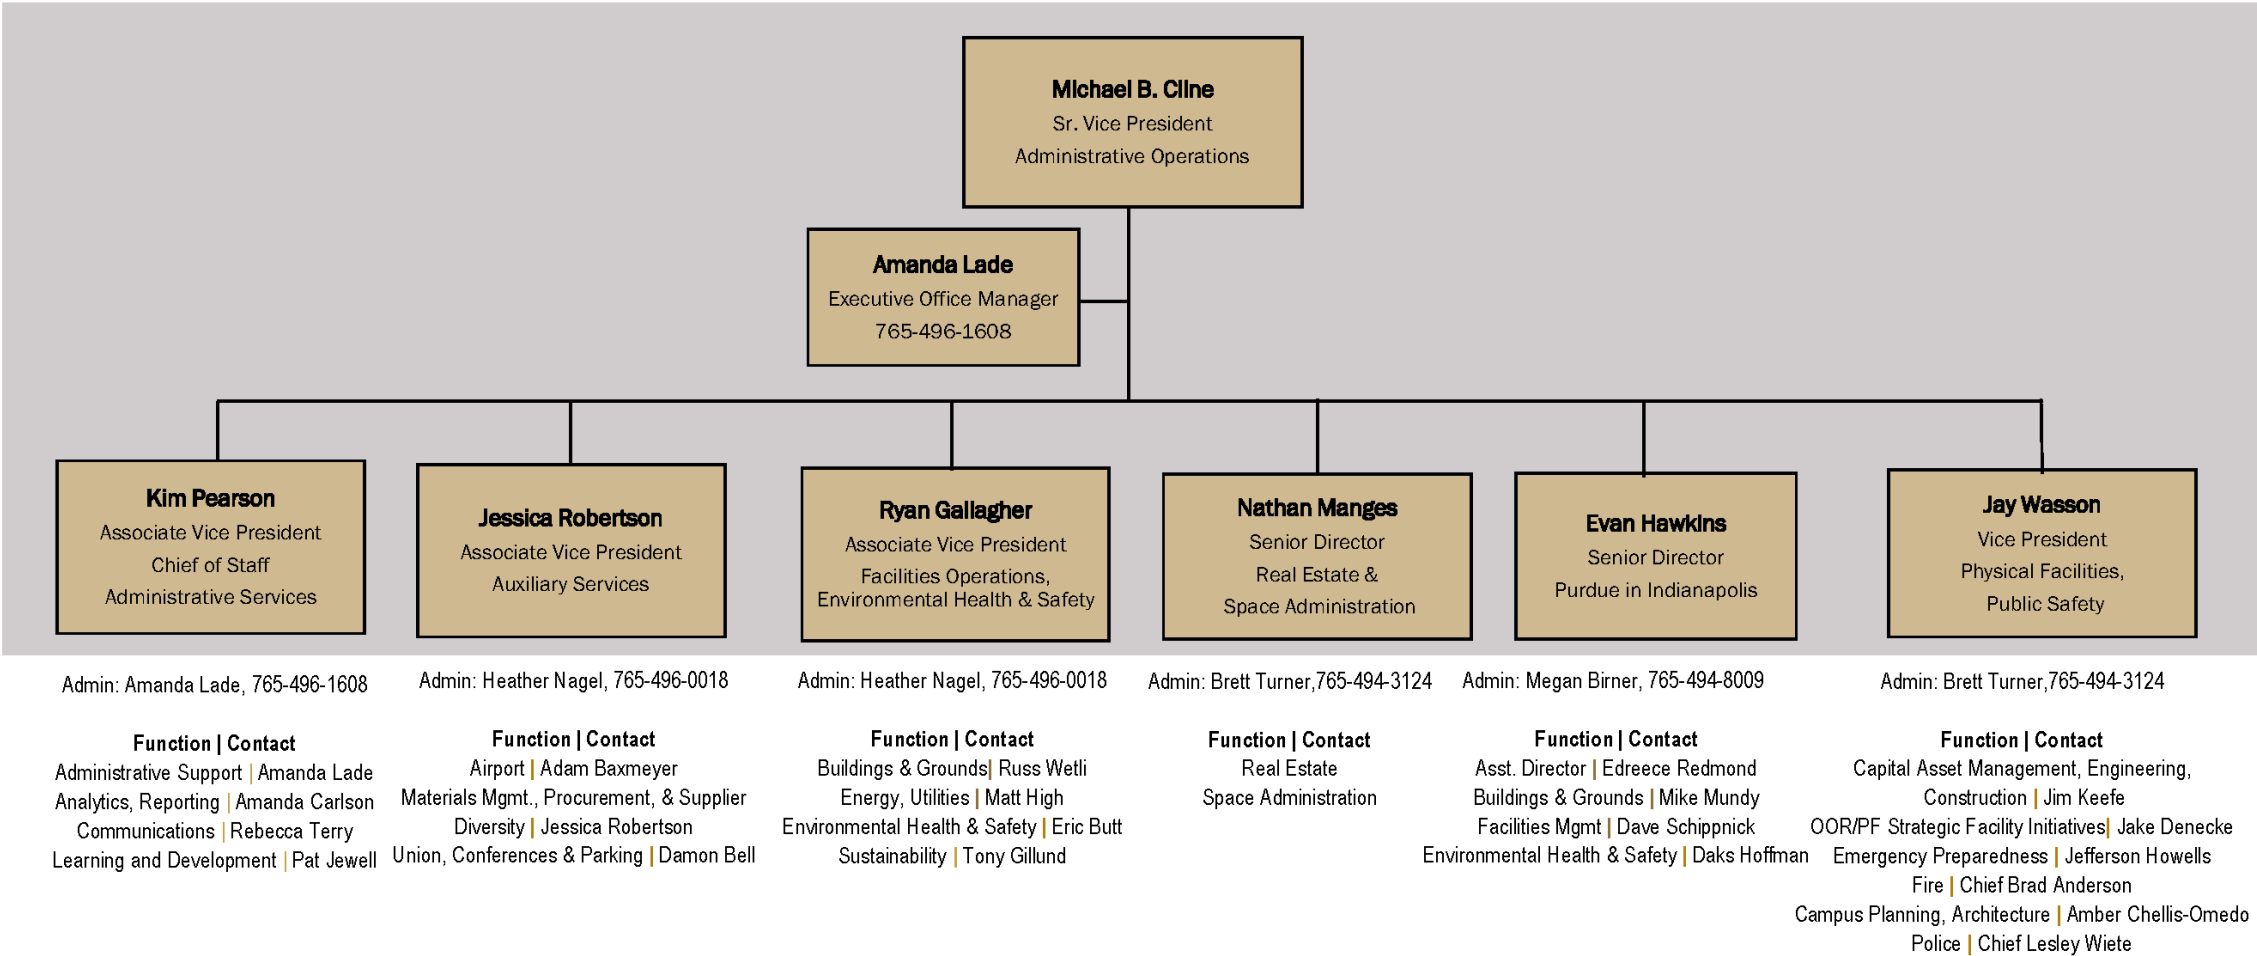 Michael B. Cline
Sr. Vice President
Administrative Operations
Amanda Lade
Executive Office Manager
765-496-1608
Kim Pearson
Associate Vice President
Chief of Staff
Administrative Services
Admin: Amanda Lade, 765-496-1608
Function | Contact
Administrative Support | Amanda Lade
Analytics, Reporting | Amanda Carlson
Communications | Rebecca Terry
Learning and Development | Pat Jewell
Jessica Robertson
Associate Vice President
Auxiliary Services
Admin: Heather Nagel, 765-496-0018
Function | Contact
Airport | Adam Baxmeyer
Materials Mgmt., Procurement, & Supplier
Diversity | Jessica Robertson
Union, Conferences & Parking | Damon Bell
Ryan Gallagher
Associate Vice President
Facilities Operations,
Environmental Health & Safety
Admin: Heather Nagel, 765-496-0018
Function | Contact
Buildings & Grounds| Russ Wetli
Energy, Utilities | Matt High
Environmental Health & Safety | Eric Butt
Sustainability | Tony Gillund
Nathan Manges
Senior Director
Real Estate &
Space Administration
Admin: Brett Turner,765-494-3124
Function | Contact
Real Estate
Space Administration
Evan Hawkins
Senior Director
Purdue in Indianapolis
Admin: Megan Birner, 765-494-8009
Function | Contact
Asst. Director | Edreece Redmond
Buildings & Grounds | Mike Mundy
Facilities Mgmt | Dave Schippnick
Environmental Health & Safety | Daks Hoffman
Jay Wasson
Vice President
Physical Facilities,
Public Safety
Admin: Brett Turner,765-494-3124
Function | Contact
Capital Asset Management, Engineering,
Construction | Jim Keefe
OOR/PF Strategic Facility Initiatives| Jake Denecke
Emergency Preparedness | Jefferson Howells
Fire | Chief Brad Anderson
Campus Planning, Architecture | Amber Chellis-Omedo
Police | Chief Lesley Wiete